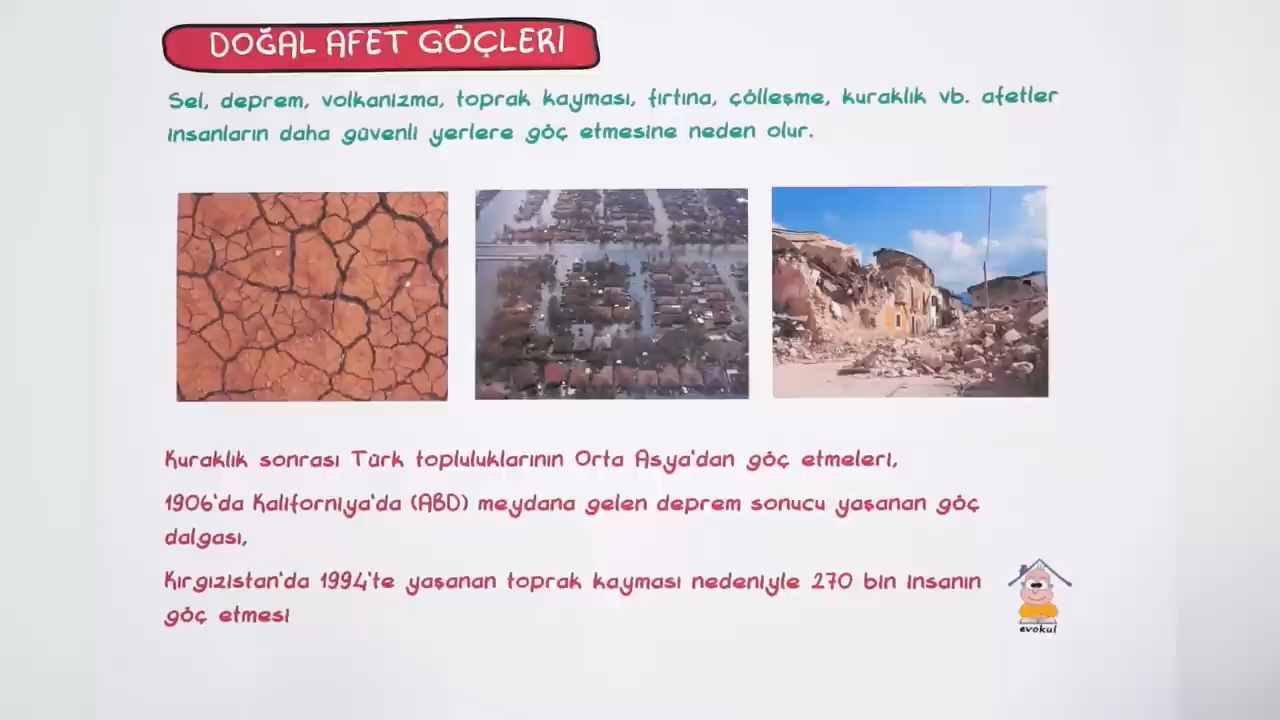 DOĞAL AFET GÖÇLERİ
Sel, deprem, volkanizma, toprak kayması, fırtına, çölleşme, kuraklık vb. afetler
insanların daha güvenli yerlere göç etmesine neden olur.
Kuraklık sonrası Türk topluluklarının Orta Asya'dan göç etmeleri,
1906'da Kaliforniya'da (ABD) meydana gelen deprem sonucu yaşanan göç
dalgası,
Kırgızistan'da 1994'te yaşanan toprak kayması nedeniyle 270 bin insanın
göç etmesi
evokul